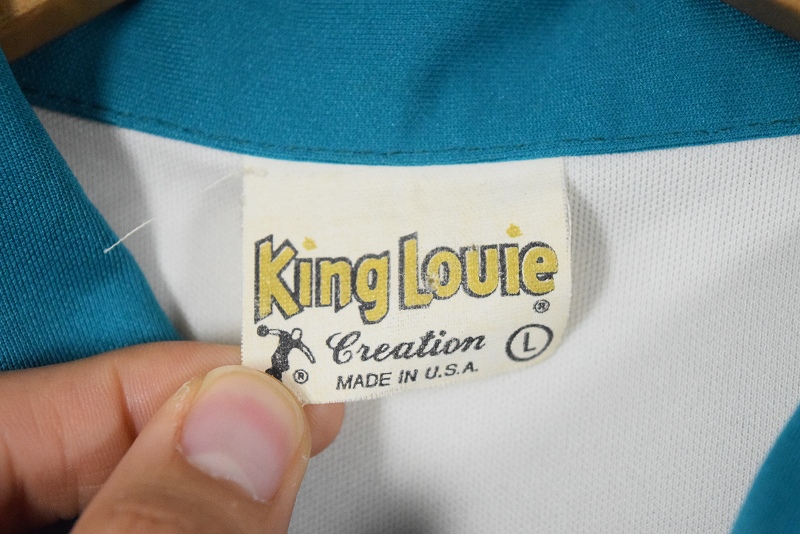 King Louie ®
® Creation L
MADE IN U.S.A.